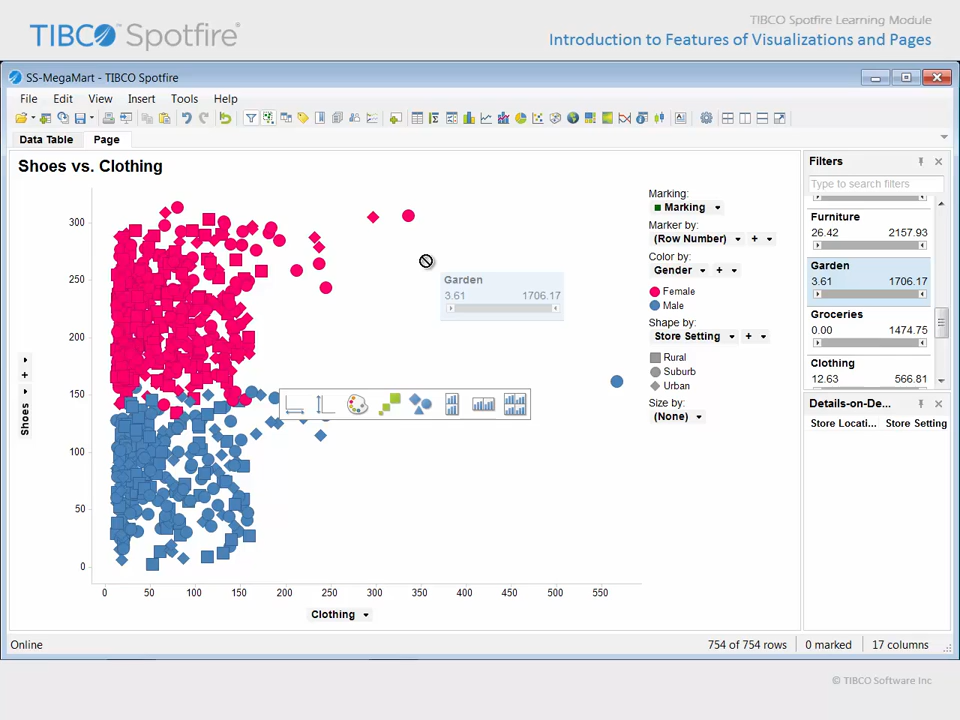 TIBCO Spotfire Learning Module
TIBCO™ Spotfire®
Introduction to Features of Visualizations and Pages
SS-MegaMart - TIBCO Spotfire
File Edit View Insert Tools Help
Data Table Page
Shoes vs. Clothing
300
250
200
150
100
50
0
Shoes
0 50 100 150 200 250 300 350 400 450 500 550
Clothing
Garden
3.61 1706.17
Marking:
Marking
Marker by:
(Row Number) +
Color by:
Gender +
Female
Male
Shape by:
Store Setting +
Rural
Suburb
Urban
Size by:
(None)
Filters
Type to search filters
Furniture
26.42 2157.93
Garden
3.61 1706.17
Groceries
0.00 1474.75
Clothing
12.63 566.81
Details-on-De...
Store Locati... Store Setting
Online
754 of 754 rows 0 marked 17 columns
© TIBCO Software Inc